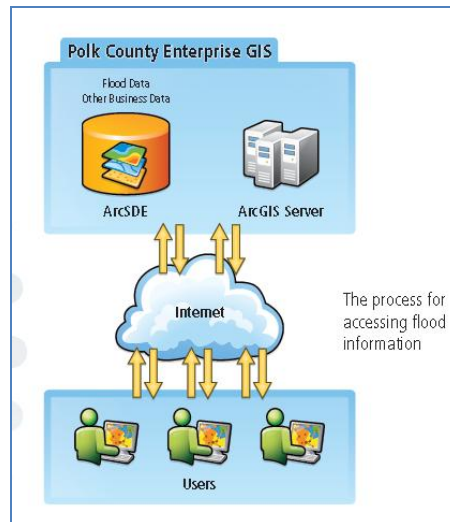 Polk County Enterprise GIS
Flood Data
Other Business Data
ArcSDE
ArcGIS Server
Internet
The process for
accessing flood
information
Users